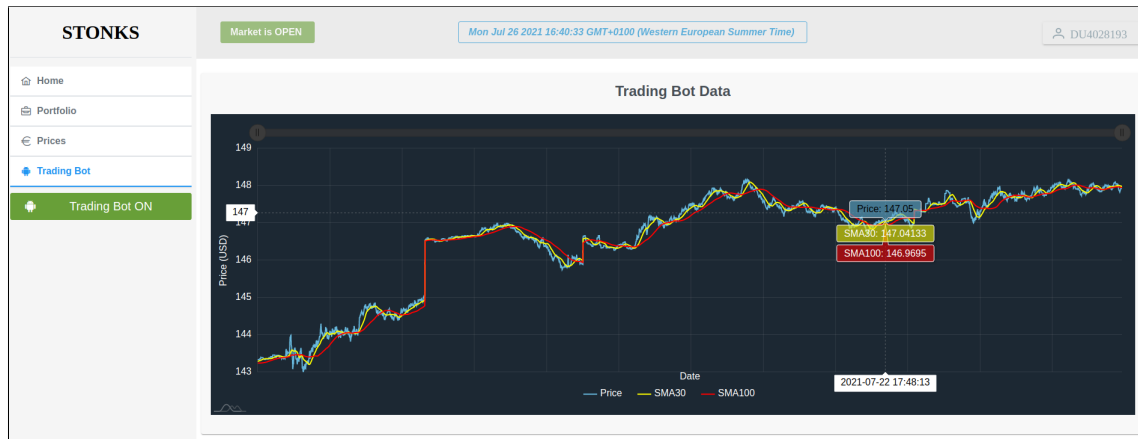 STONKS
Market is OPEN
Mon Jul 26 2021 16:40:33 GMT+0100 (Western European Summer Time)
DU4028193
Home
Portfolio
Prices
Trading Bot
Trading Bot ON
Trading Bot Data
149
148
147
147
146
145
144
143
Price (USD)
Price: 147.05
SMA30: 147.04133
SMA100: 146.9695
Date
2021-07-22 17:48:13
Price
SMA30
SMA100